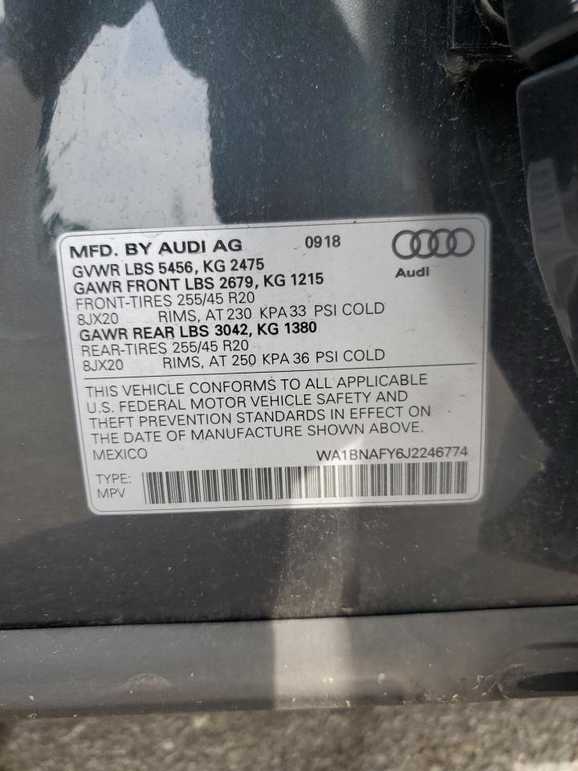 MFD. BY AUDI AG 0918
GVWR LBS 5456, KG 2475
GAWR FRONT LBS 2679, KG 1215
FRONT-TIRES 255/45 R20
8JX20 RIMS, AT 230 KPA 33 PSI COLD
GAWR REAR LBS 3042, KG 1380
REAR-TIRES 255/45 R20
8JX20 RIMS, AT 250 KPA 36 PSI COLD
Audi
THIS VEHICLE CONFORMS TO ALL APPLICABLE
U.S. FEDERAL MOTOR VEHICLE SAFETY AND
THEFT PREVENTION STANDARDS IN EFFECT ON
THE DATE OF MANUFACTURE SHOWN ABOVE.
MEXICO WA1BNAFY6J2246774
TYPE:
MPV